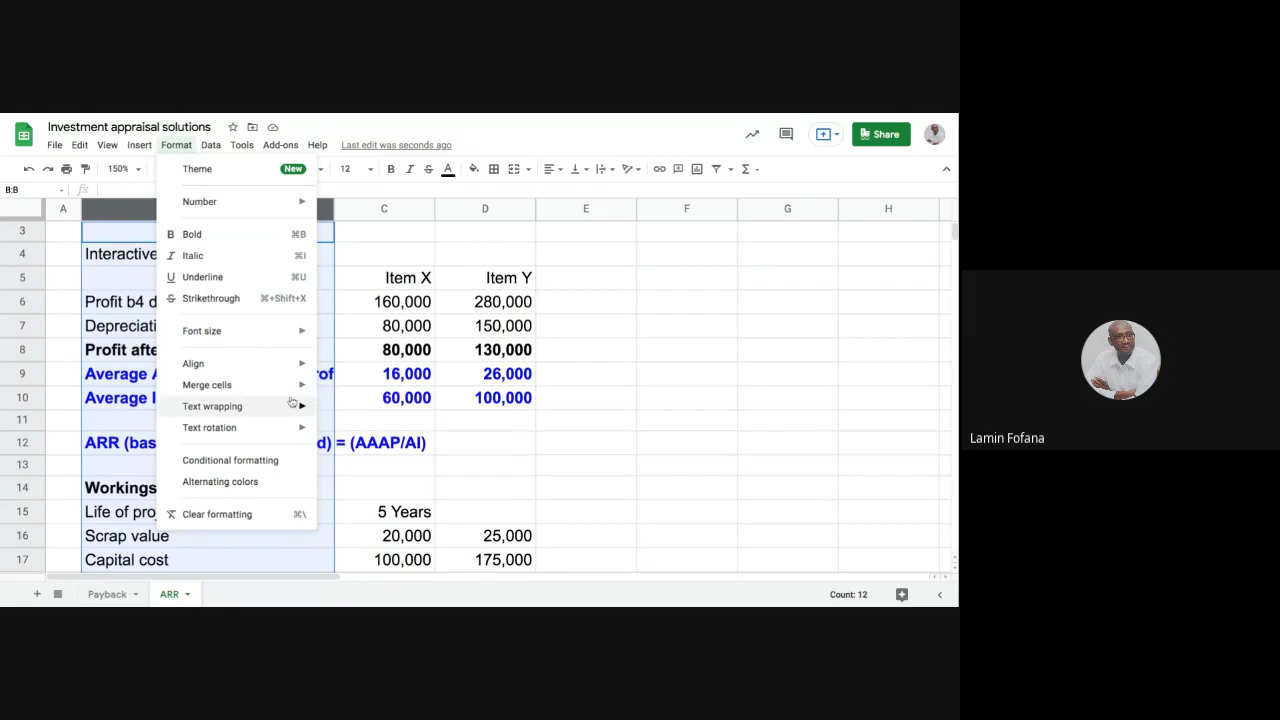 Investment appraisal solutions
File Edit View Insert Format Data Tools Add-ons Help Last edit was seconds ago
Share
150% 12 B I S A Σ
B:B fx
Theme New
Number
B Bold ⌘B
I Italic ⌘I
U Underline ⌘U
S Strikethrough ⌘+Shift+X
Font size
Align
Merge cells
Text wrapping
Text rotation
Conditional formatting
Alternating colors
Clear formatting ⌘\
A C D E F G H
3
4 Interactive
5 Item X Item Y
6 Profit b4 d 160,000 280,000
7 Depreciati 80,000 150,000
8 Profit afte 80,000 130,000
9 Average A rof 16,000 26,000
10 Average I 60,000 100,000
11
12 ARR (bas d) = (AAAP/AI)
13
14 Workings
15 Life of proj 5 Years
16 Scrap value 20,000 25,000
17 Capital cost 100,000 175,000
Payback ARR Count: 12
Lamin Fofana